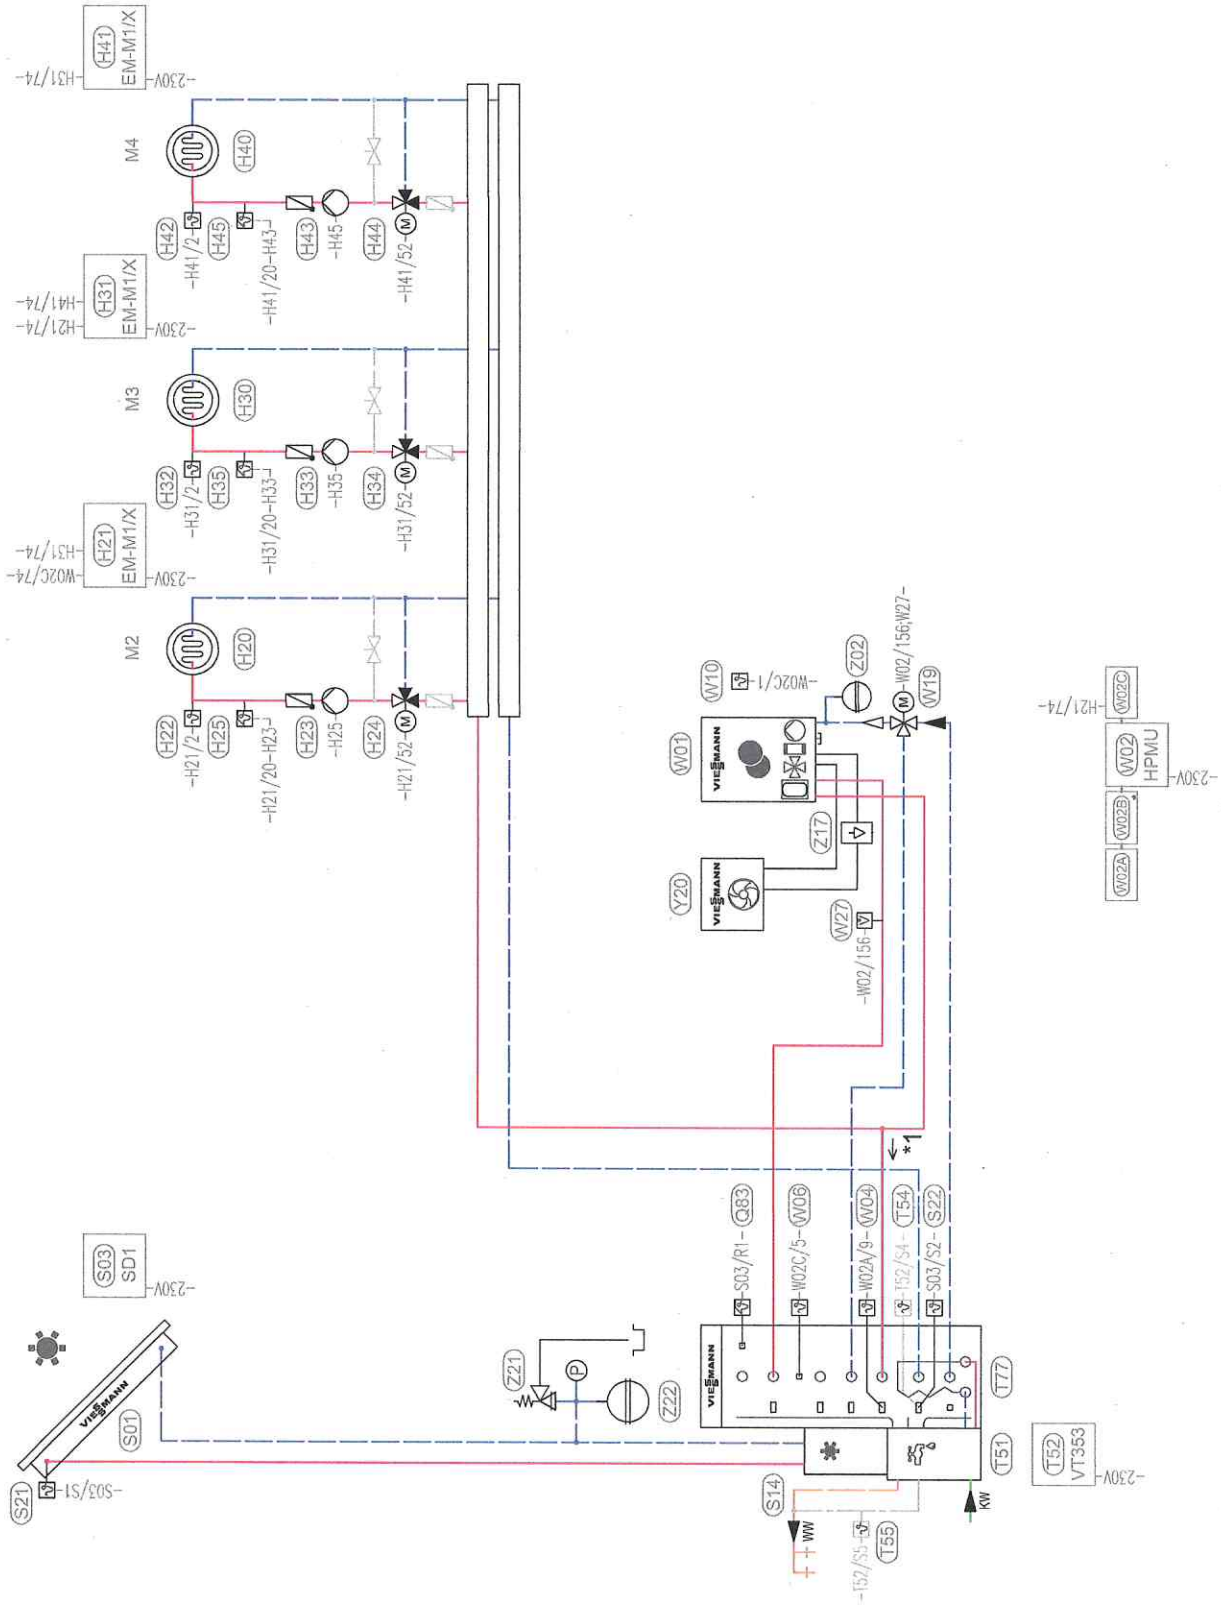 H31/74-
H41
EM-M1/X
-230V-
M4
H40
H42
-H41/2-
H45
-H41/20-H43-
H43
-H45-
H44
-H41/52-
M
H21/74-
H41/74-
H31
EM-M1/X
-230V-
M3
H30
H32
-H31/2-
H35
-H31/20-H33-
H33
-H35-
H34
-H31/52-
M
W02C/74-
H31/74-
H21
EM-M1/X
-230V-
M2
H20
H22
-H21/2-
H25
-H21/20-H23-
H23
-H25-
H24
-H21/52-
M
W01
VIESSMANN
W10
-W02C/1-
Z02
-W02/156;W27-
M
W19
Y20
VIESSMANN
Z17
W27
-W02/156-
W02A
W02B
*
W02
HPMU
-230V-
W02C
-H21/74-
*1
S03
SD1
-230V-
VIESSMANN
S01
S21
-S03/S1-
Z21
P
Z22
VIESSMANN
-S03/R1-
Q83
-W02C/5-
W06
-W02A/9-
W04
-T52/S4-
T54
-S03/S2-
S22
T77
T51
T52
VT353
-230V-
S14
WW
KW
-T52/S5-
T55